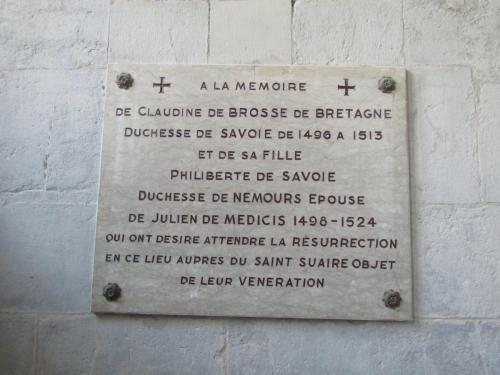 A LA MEMOIRE
DE CLAUDINE DE BROSSE DE BRETAGNE
DUCHESSE DE SAVOIE DE 1496 A 1513
ET DE SA FILLE
PHILIBERTE DE SAVOIE
DUCHESSE DE NEMOURS EPOUSE
DE JULIEN DE MEDICIS 1498-1524
QUI ONT DESIRE ATTENDRE LA RÉSURRECTION
EN CE LIEU AUPRES DU SAINT SUAIRE OBJET
DE LEUR VENERATION